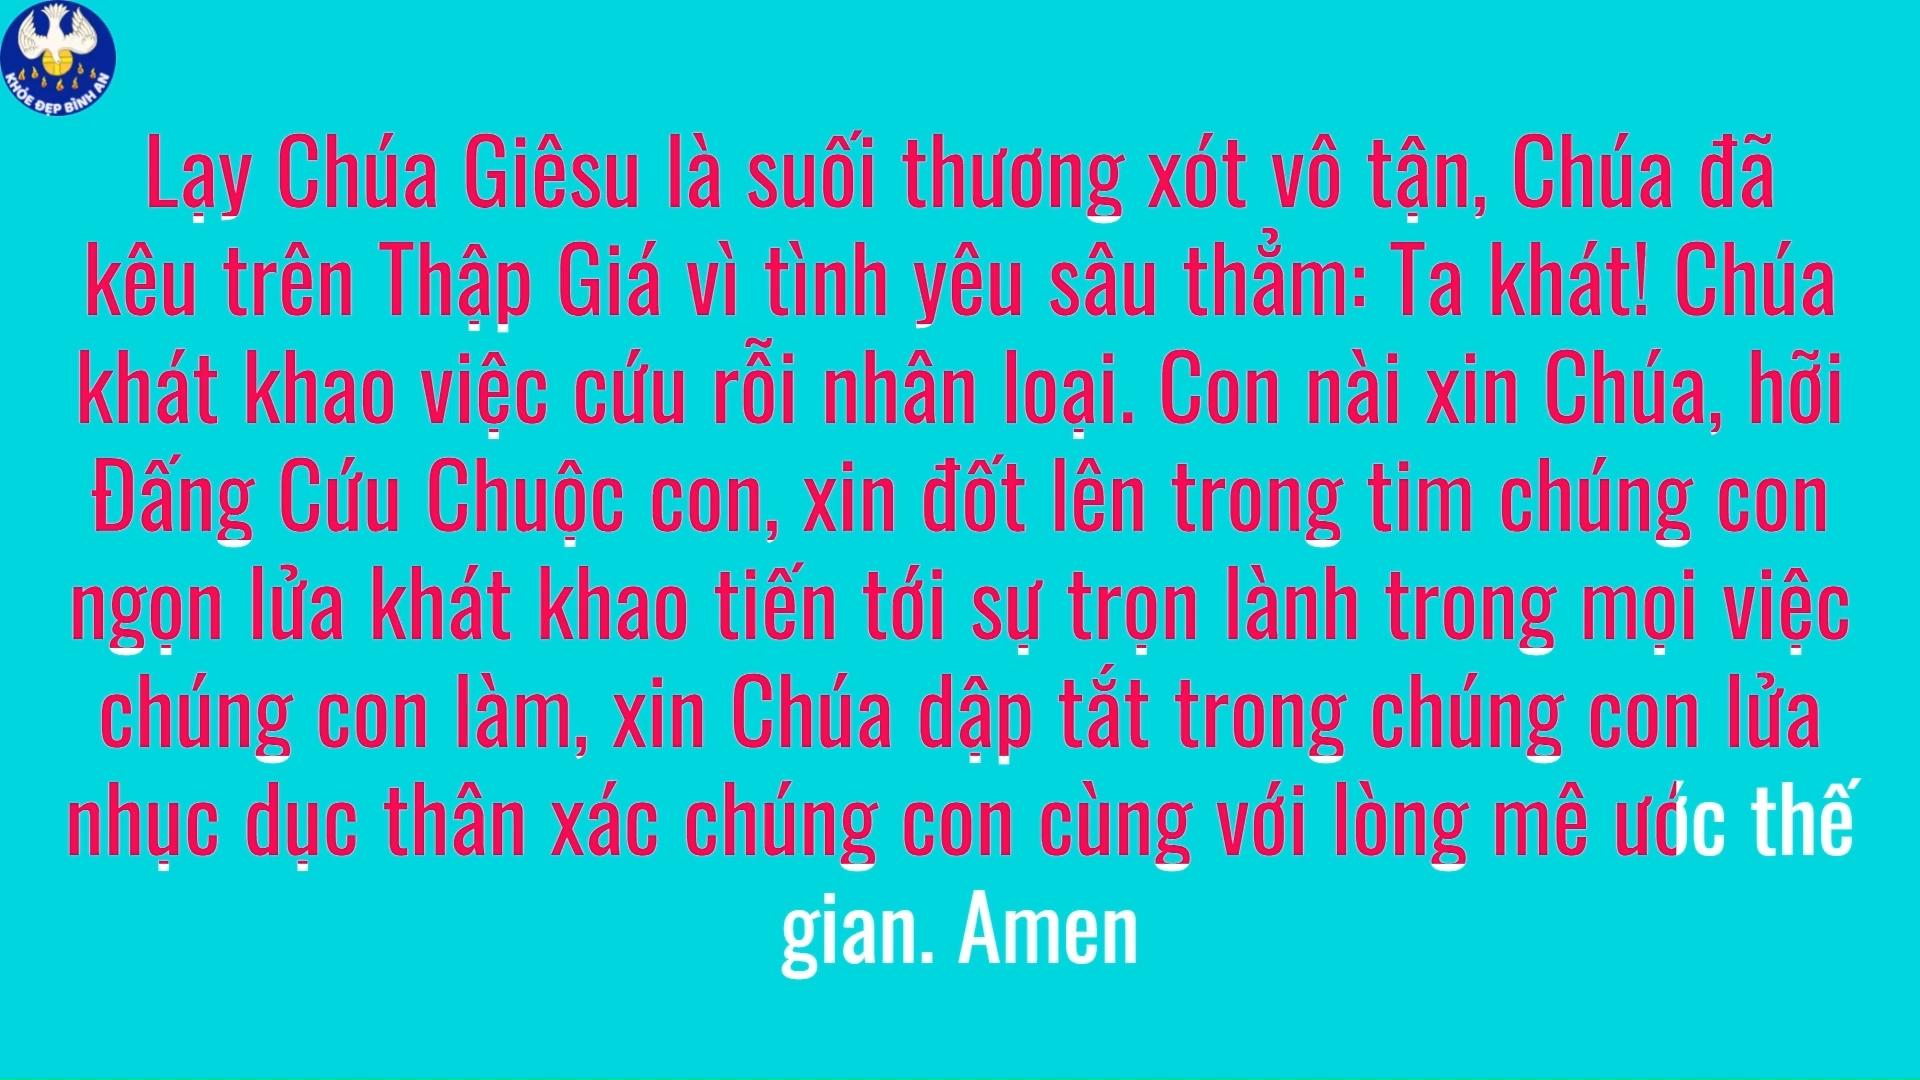 KHỎE ĐẸP BÌNH AN
Lạy Chúa Giêsu là suối thương xót vô tận, Chúa đã
kêu trên Thập Giá vì tình yêu sâu thẳm: Ta khát! Chúa
khát khao việc cứu rỗi nhân loại. Con nài xin Chúa, hỡi
Đấng Cứu Chuộc con, xin đốt lên trong tim chúng con
ngọn lửa khát khao tiến tới sự trọn lành trong mọi việc
chúng con làm, xin Chúa dập tắt trong chúng con lửa
nhục dục thân xác chúng con cùng với lòng mê ước thế
gian. Amen